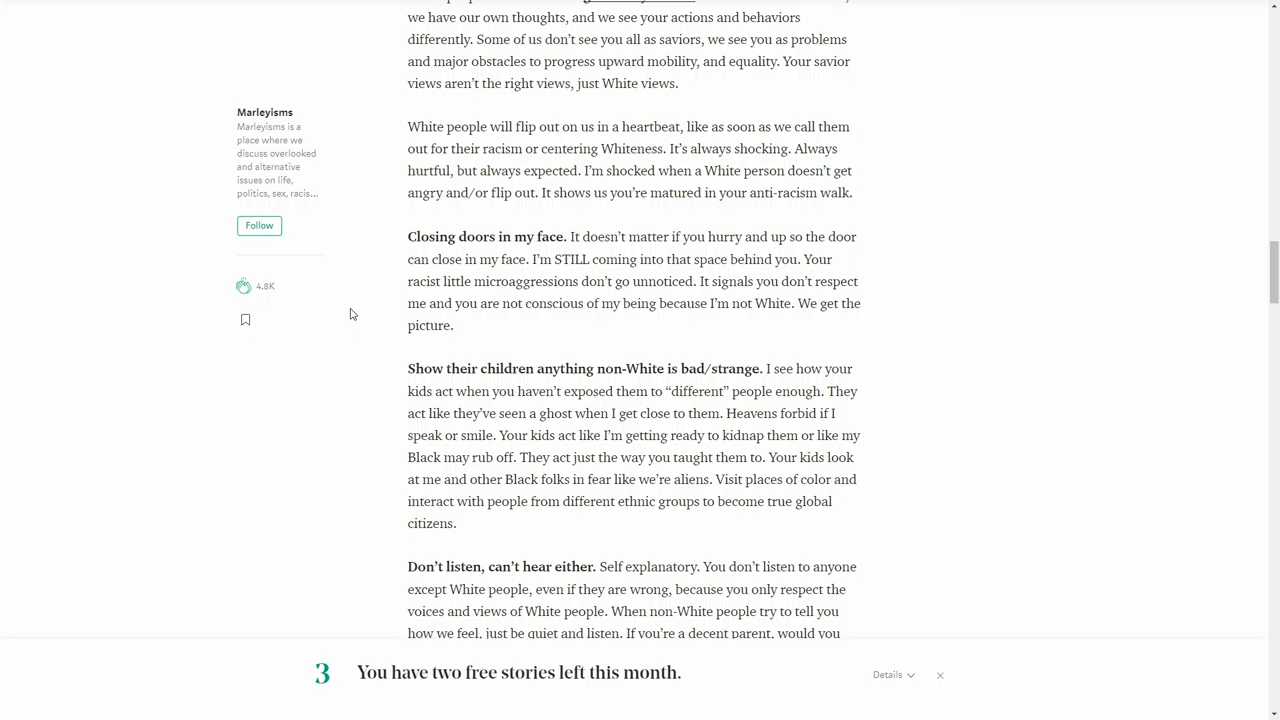 we have our own thoughts, and we see your actions and behaviors
differently. Some of us don't see you all as saviors, we see you as problems
and major obstacles to progress upward mobility, and equality. Your savior
views aren't the right views, just White views.
Marleyisms
Marleyisms is a
place where we
discuss overlooked
and alternative
issues on life,
politics, sex, racis...
Follow
4.8K
White people will flip out on us in a heartbeat, like as soon as we call them
out for their racism or centering Whiteness. It's always shocking. Always
hurtful, but always expected. I'm shocked when a White person doesn't get
angry and/or flip out. It shows us you're matured in your anti-racism walk.
Closing doors in my face. It doesn't matter if you hurry and up so the door
can close in my face. I'm STILL coming into that space behind you. Your
racist little microaggressions don't go unnoticed. It signals you don't respect
me and you are not conscious of my being because I'm not White. We get the
picture.
Show their children anything non-White is bad/strange. I see how your
kids act when you haven't exposed them to “different” people enough. They
act like they've seen a ghost when I get close to them. Heavens forbid if I
speak or smile. Your kids act like I'm getting ready to kidnap them or like my
Black may rub off. They act just the way you taught them to. Your kids look
at me and other Black folks in fear like we're aliens. Visit places of color and
interact with people from different ethnic groups to become true global
citizens.
Don't listen, can't hear either. Self explanatory. You don't listen to anyone
except White people, even if they are wrong, because you only respect the
voices and views of White people. When non-White people try to tell you
how we feel, just be quiet and listen. If you're a decent parent, would you
3 You have two free stories left this month.
Details